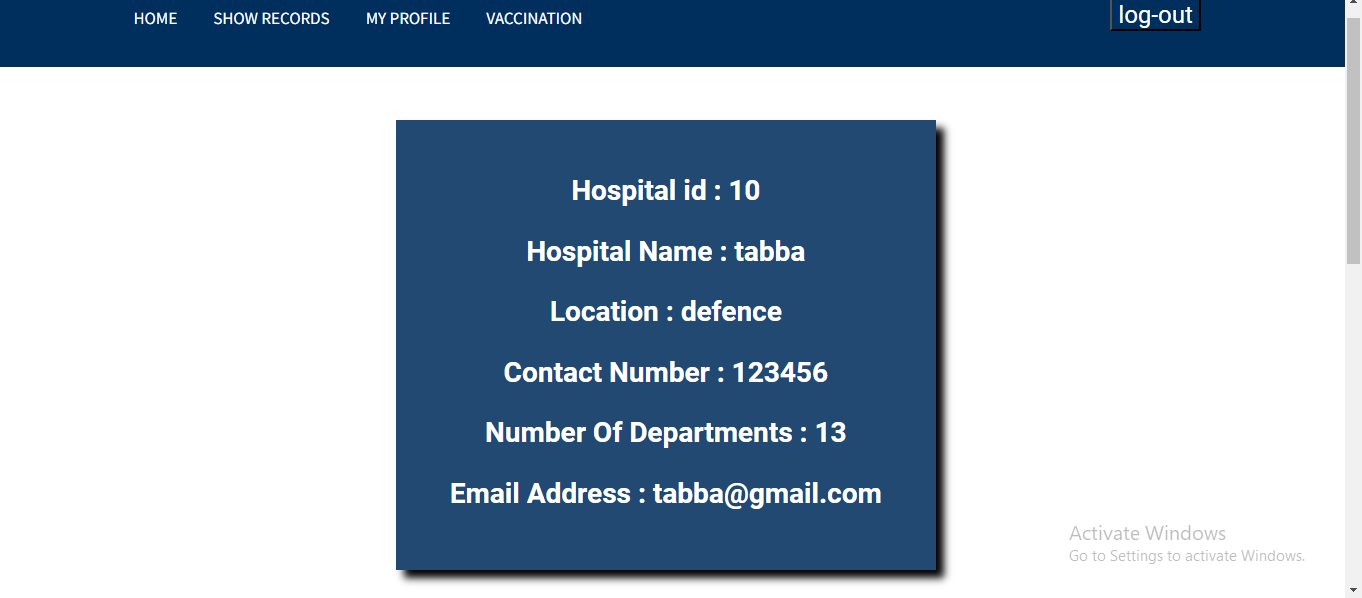 HOME SHOW RECORDS MY PROFILE VACCINATION log-out
Hospital id : 10
Hospital Name : tabba
Location : defence
Contact Number : 123456
Number Of Departments : 13
Email Address : tabba@gmail.com
Activate Windows
Go to Settings to activate Windows.